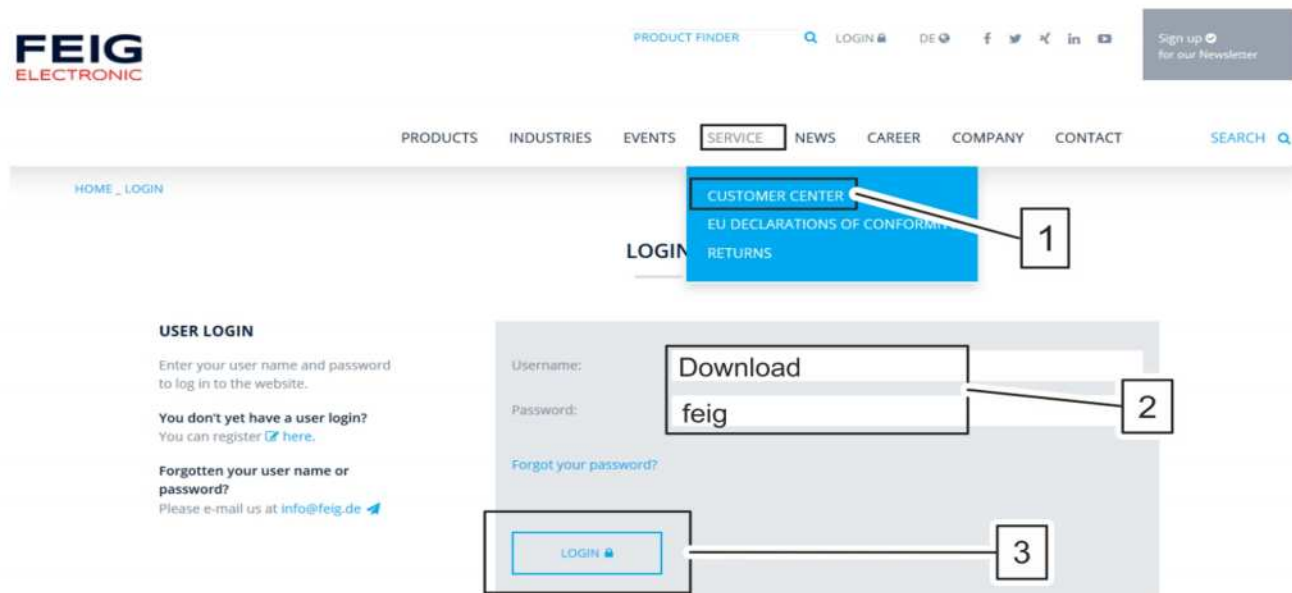 FEIG
ELECTRONIC
PRODUCT FINDER LOGIN DE f in
Sign up
for our Newsletter
PRODUCTS INDUSTRIES EVENTS SERVICE NEWS CAREER COMPANY CONTACT SEARCH
HOME _ LOGIN
CUSTOMER CENTER
EU DECLARATIONS OF
RETURNS
1
LOGIN
USER LOGIN
Enter your user name and password
to log in to the website.
You don't yet have a user login?
You can register here.
Forgotten your user name or
password?
Please e-mail us at info@feig.de
Username: Download
Password: feig
2
Forgot your password?
LOGIN
3